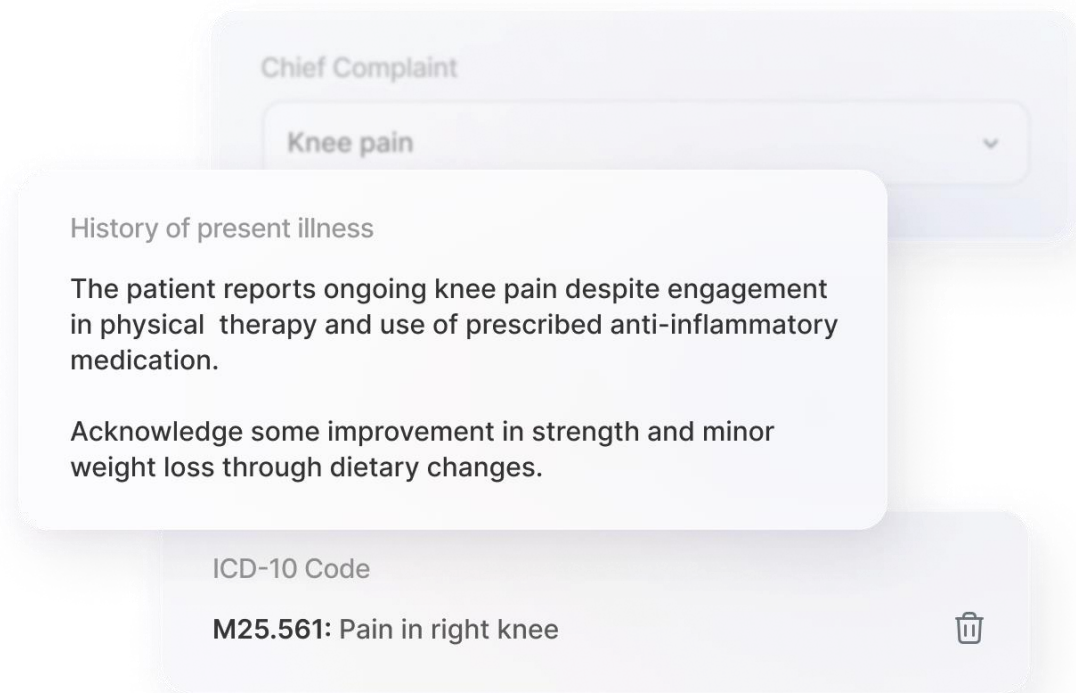 Chief Complaint
Knee pain
History of present illness
The patient reports ongoing knee pain despite engagement
in physical  therapy and use of prescribed anti-inflammatory
medication.
Acknowledge some improvement in strength and minor
weight loss through dietary changes.
ICD-10 Code
M25.561: Pain in right knee